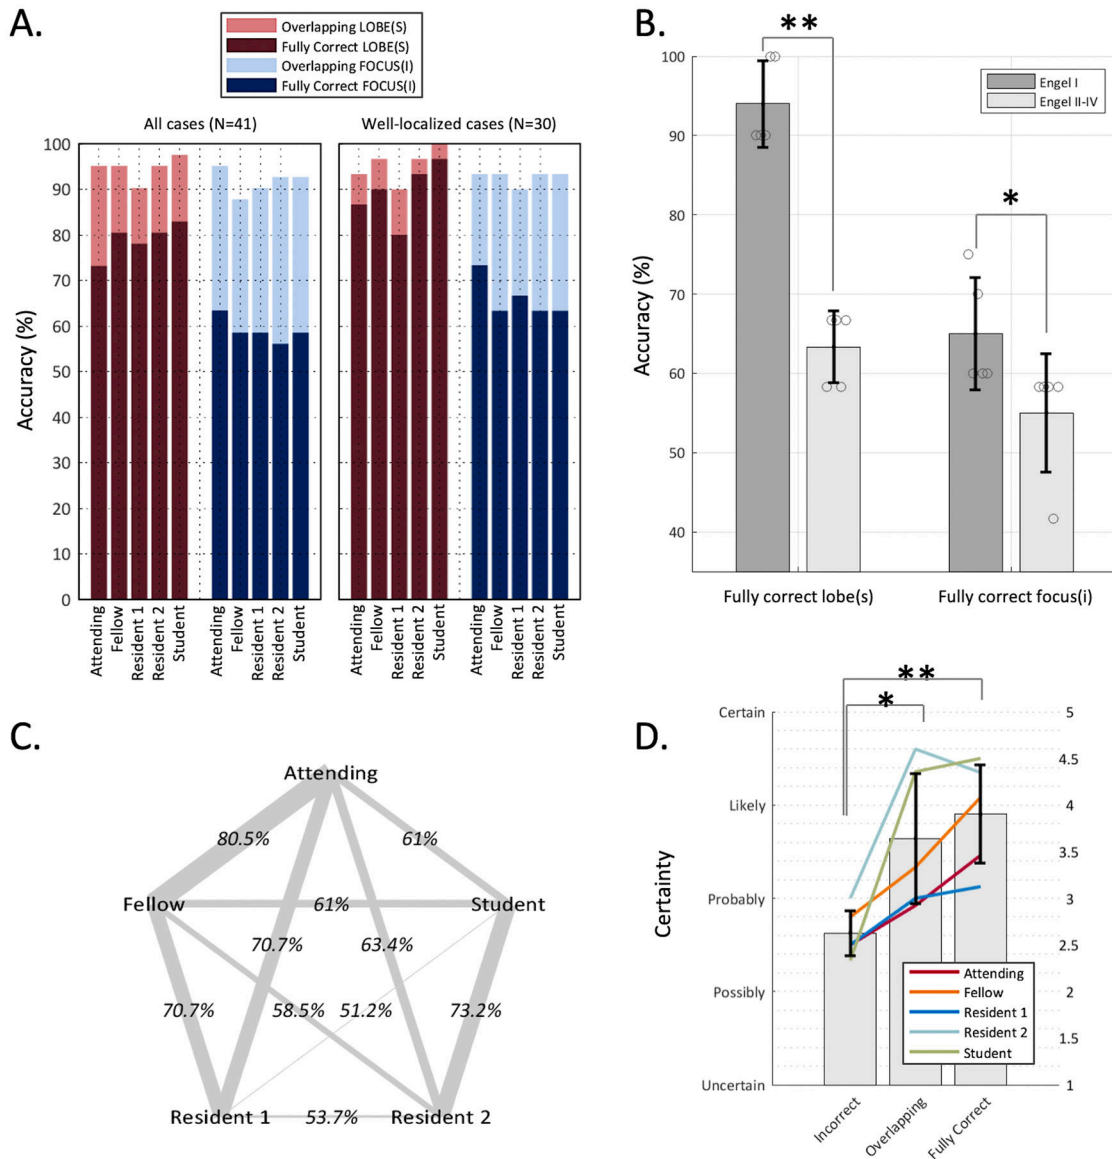 A.
Overlapping LOBE(S)
Fully Correct LOBE(S)
Overlapping FOCUS(I)
Fully Correct FOCUS(I)
All cases (N=41)
Well-localized cases (N=30)
Accuracy (%)
100
90
80
70
60
50
40
30
20
10
0
Attending
Fellow
Resident 1
Resident 2
Student
Attending
Fellow
Resident 1
Resident 2
Student
Attending
Fellow
Resident 1
Resident 2
Student
Attending
Fellow
Resident 1
Resident 2
Student
B.
**
*
Engel I
Engel II-IV
Accuracy (%)
100
90
80
70
60
50
40
Fully correct lobe(s)
Fully correct focus(i)
C.
Attending
80.5%
61%
Fellow
61%
Student
70.7%
63.4%
70.7%
58.5%
51.2%
73.2%
Resident 1
53.7%
Resident 2
D.
**
*
Certainty
Certain
Likely
Probably
Possibly
Uncertain
5
4.5
4
3.5
3
2.5
2
1.5
1
Attending
Fellow
Resident 1
Resident 2
Student
Incorrect
Overlapping
Fully Correct